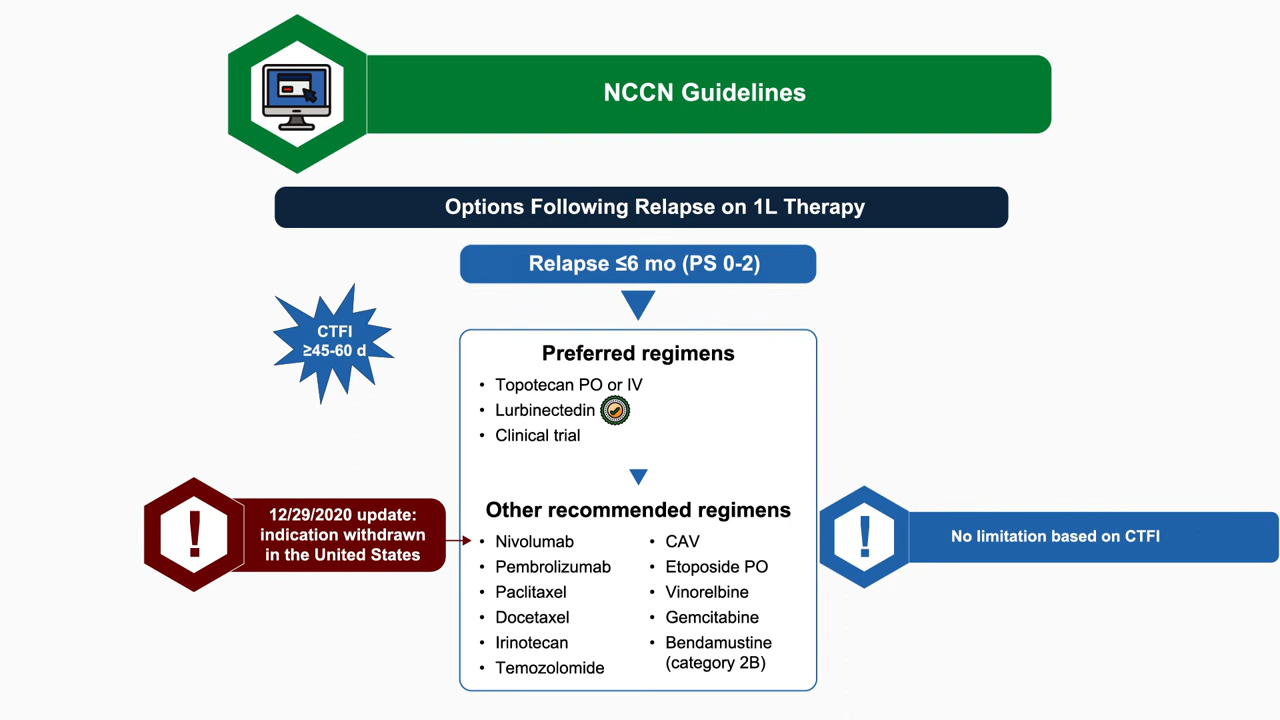 NCCN Guidelines
Options Following Relapse on 1L Therapy
Relapse ≤6 mo (PS 0-2)
CTFI
≥45-60 d
Preferred regimens
• Topotecan PO or IV
• Lurbinectedin
• Clinical trial
12/29/2020 update:
indication withdrawn
in the United States
Other recommended regimens
• Nivolumab
• Pembrolizumab
• Paclitaxel
• Docetaxel
• Irinotecan
• Temozolomide
• CAV
• Etoposide PO
• Vinorelbine
• Gemcitabine
• Bendamustine
(category 2B)
No limitation based on CTFI